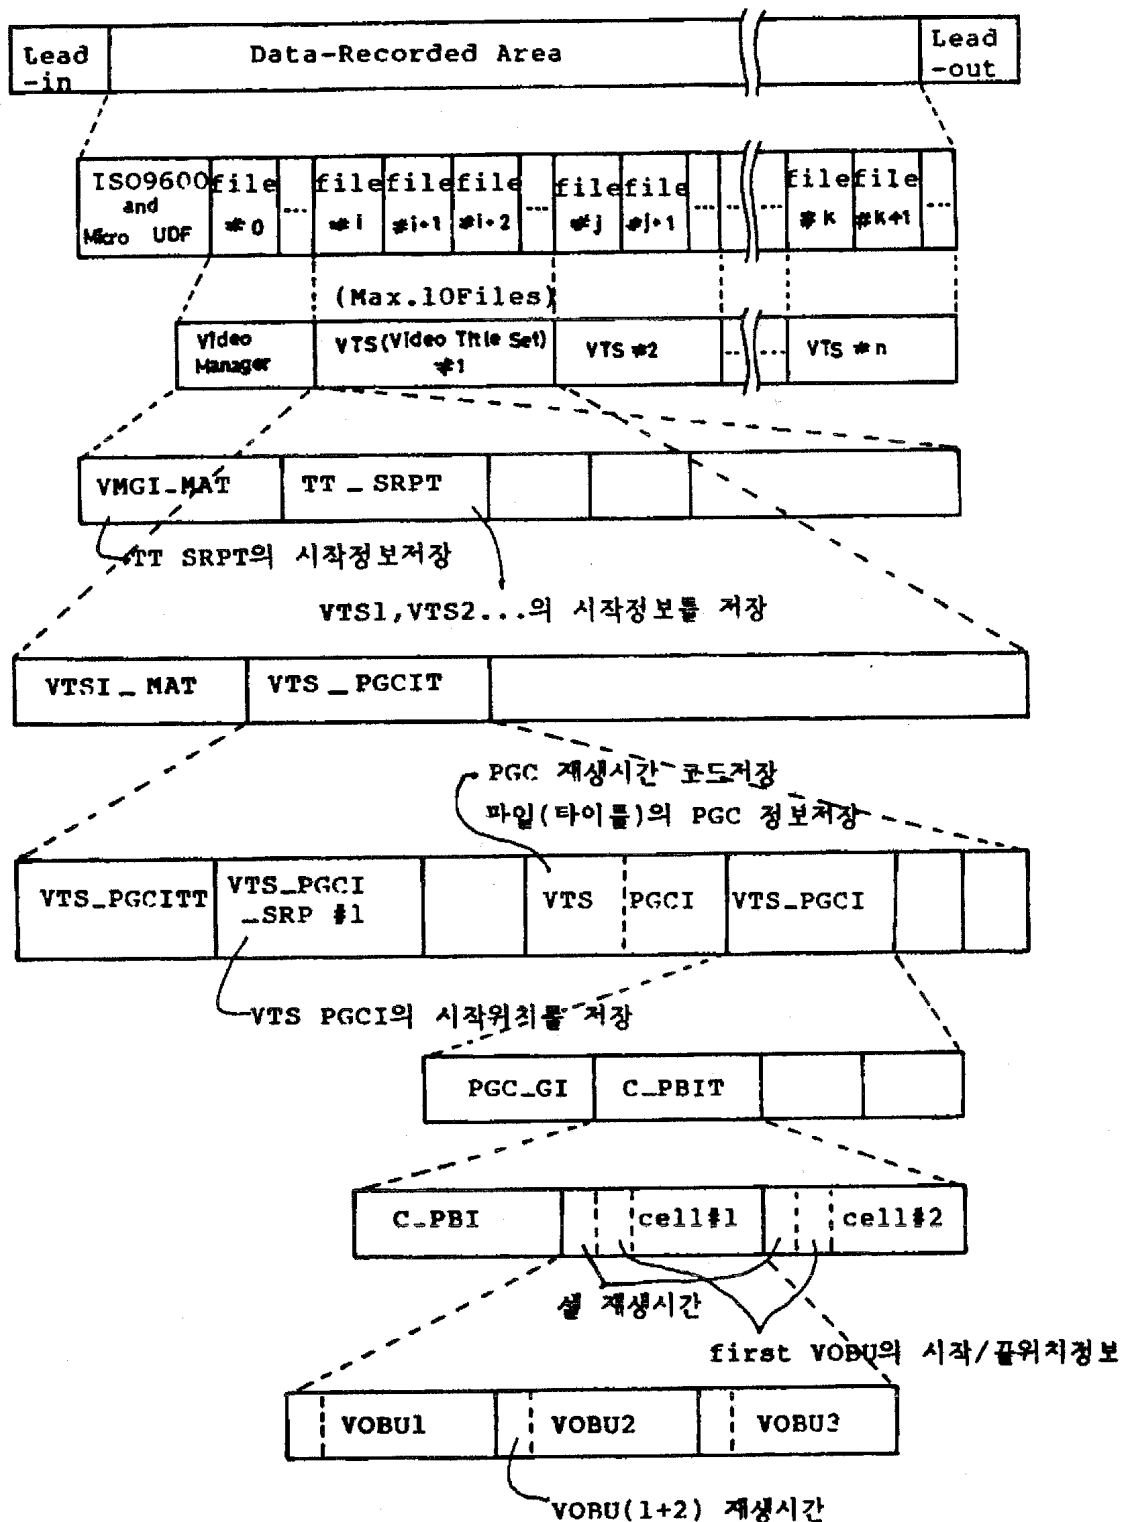 Lead
-in
Data-Recorded Area
Lead
-out
ISO9600
and
Micro UDF
file
#0
...
file
#i
file
#i+1
file
#i+2
...
file
#j
file
#j+1
...
...
...
file
#k
file
#k+1
...
(Max.10Files)
Video
Manager
VTS(Video Title Set)
#1
VTS #2
...
...
VTS #n
VMGI_MAT
TT_SRPT
TT SRPT의 시작정보저장
VTS1,VTS2...의 시작정보를 저장
VTSI_MAT
VTS_PGCIT
PGC 재생시간 코드저장
파일(타이틀)의 PGC 정보저장
VTS_PGCITT
VTS_PGCI
_SRP #1
VTS
PGCI
VTS_PGCI
VTS PGCI의 시작위치를 저장
PGC_GI
C_PBIT
C_PBI
cell#1
cell#2
셀 재생시간
first VOBU의 시작/끝위치정보
VOBU1
VOBU2
VOBU3
VOBU(1+2) 재생시간